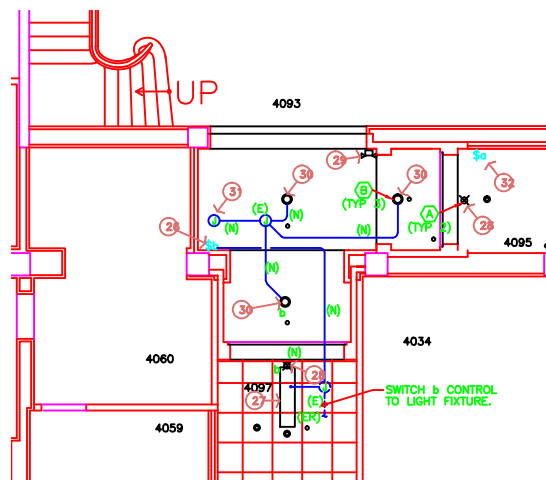 UP
4093
$a
29
30
30
32
31
(E)
(N)
B
(TYP 3)
A
(TYP 2)
28
26
(N)
(N)
$b
4095
J
J
(N)
30
b
(N)
4034
4060
(N)
b
28
4097
J
27
(E)
(ER)
SWITCH b CONTROL
TO LIGHT FIXTURE.
4059